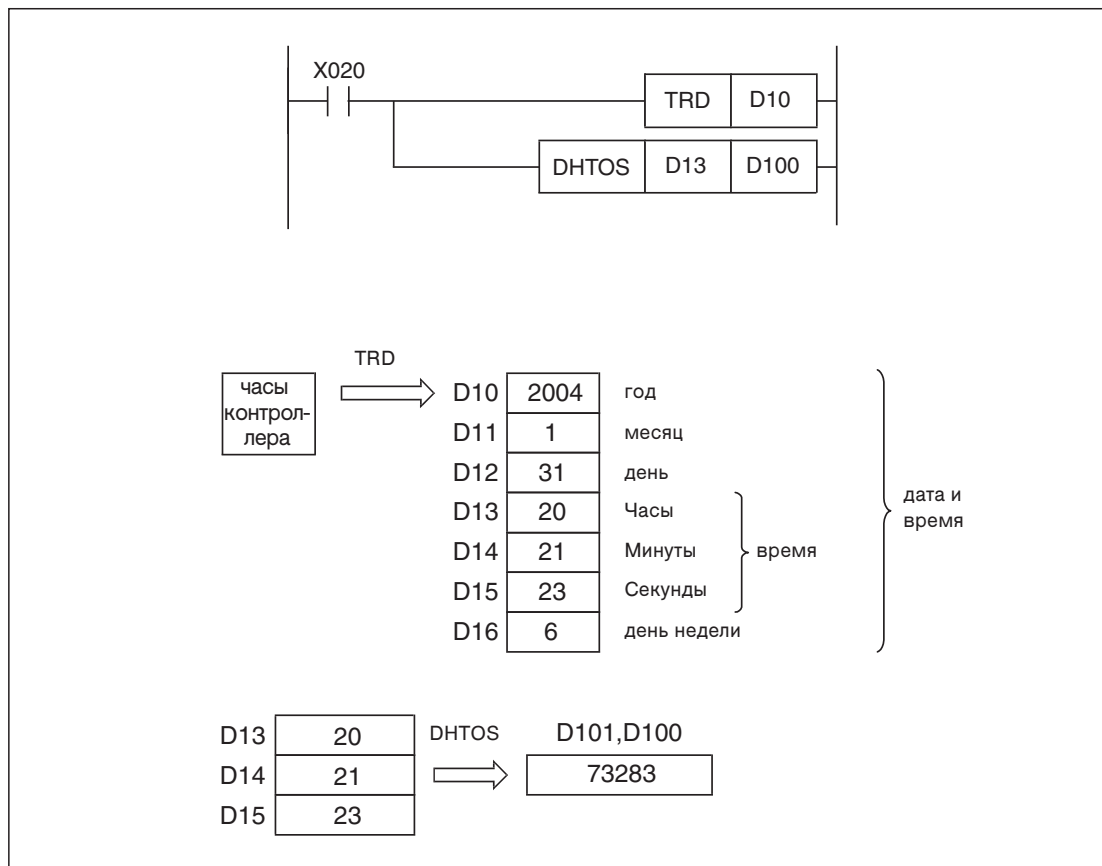 X020
TRD D10
DHTOS D13 D100
TRD
часы
контрол-
лера
D10 2004 год
D11 1 месяц
D12 31 день
D13 20 Часы
D14 21 Минуты
D15 23 Секунды
D16 6 день недели
время
дата и
время
D13 20
D14 21
D15 23
DHTOS
D101,D100
73283